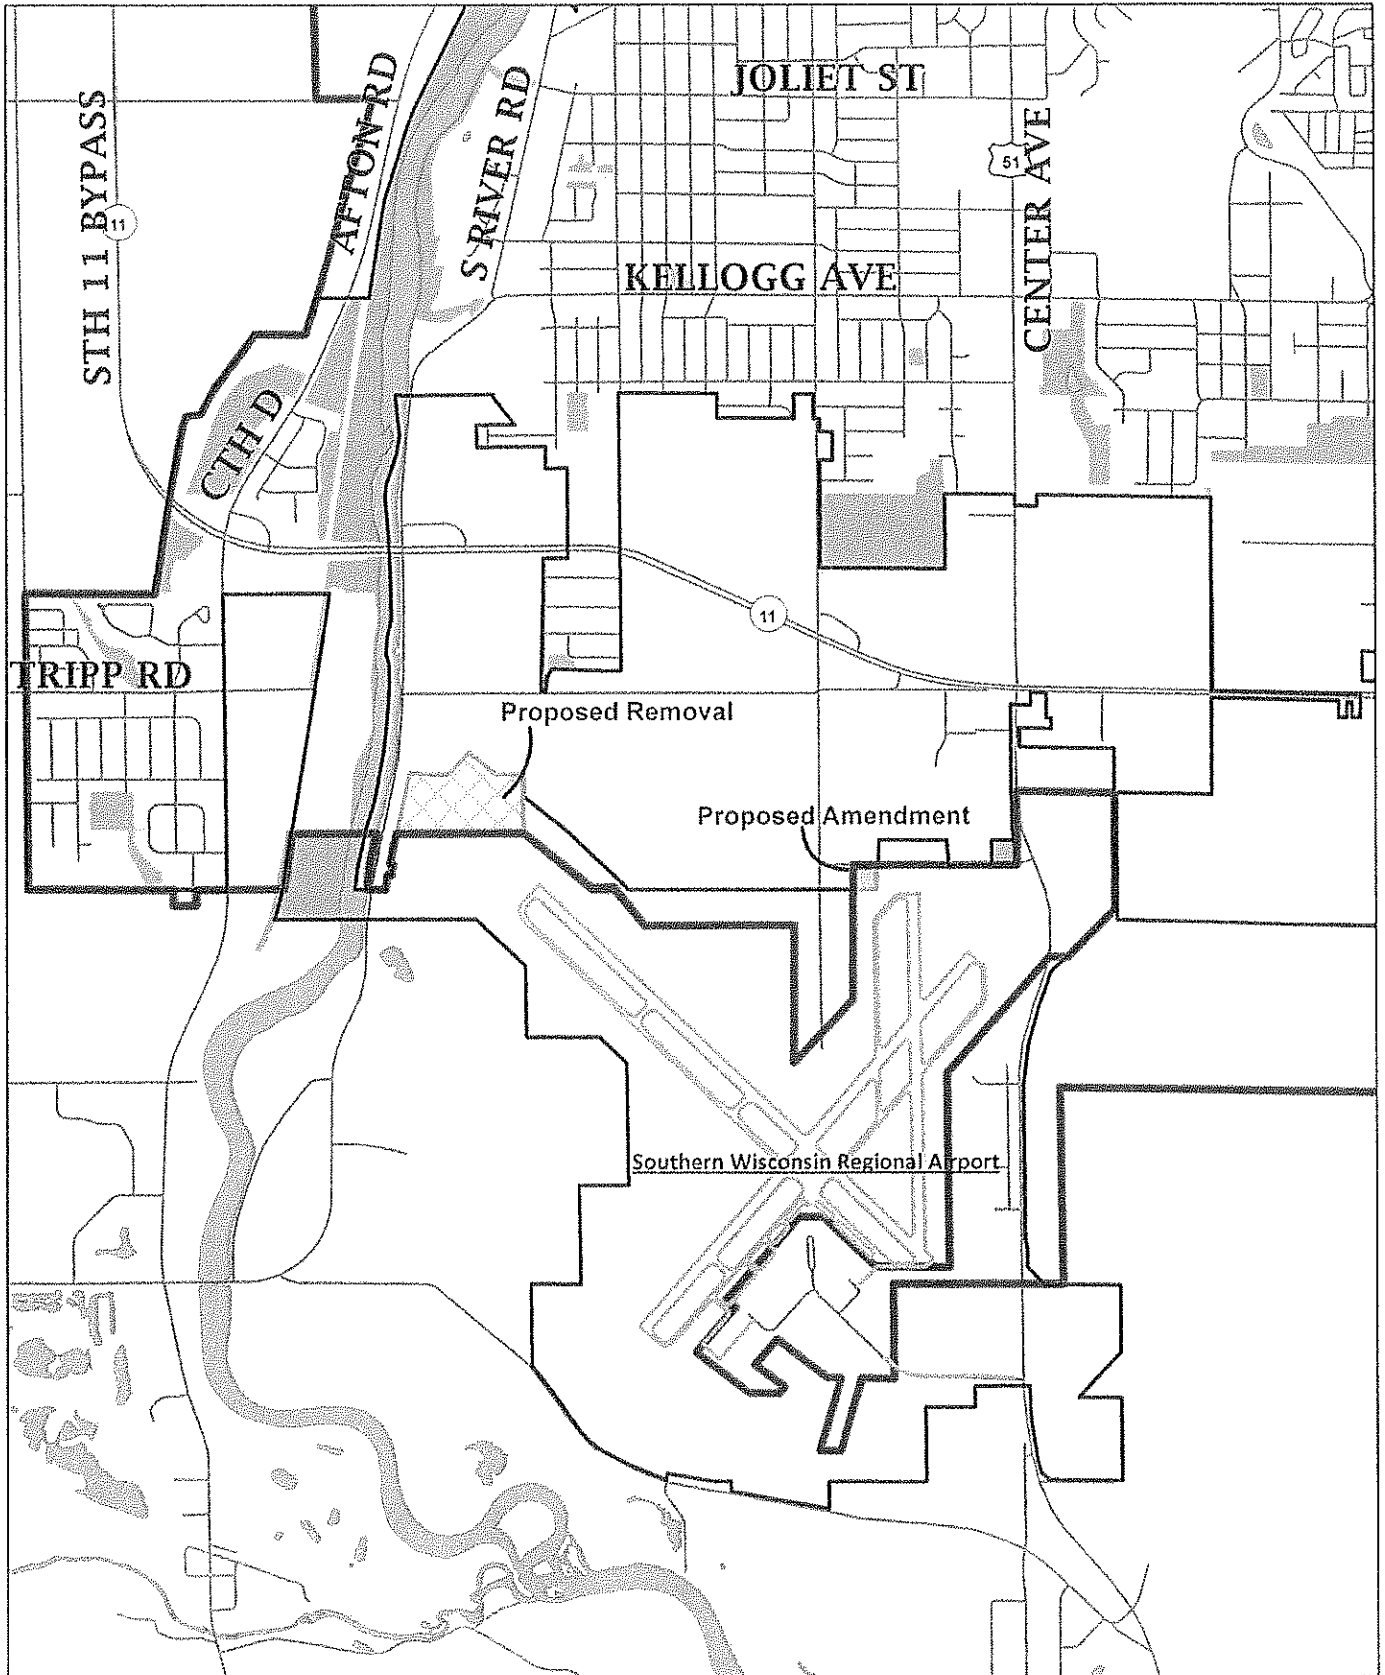 JOLIET ST
STH 11 BYPASS
AFTON RD
S RIVER RD
51
CENTER AVE
11
KELLOGG AVE
CTH D
11
TRIPP RD
Proposed Removal
Proposed Amendment
Southern Wisconsin Regional Airport